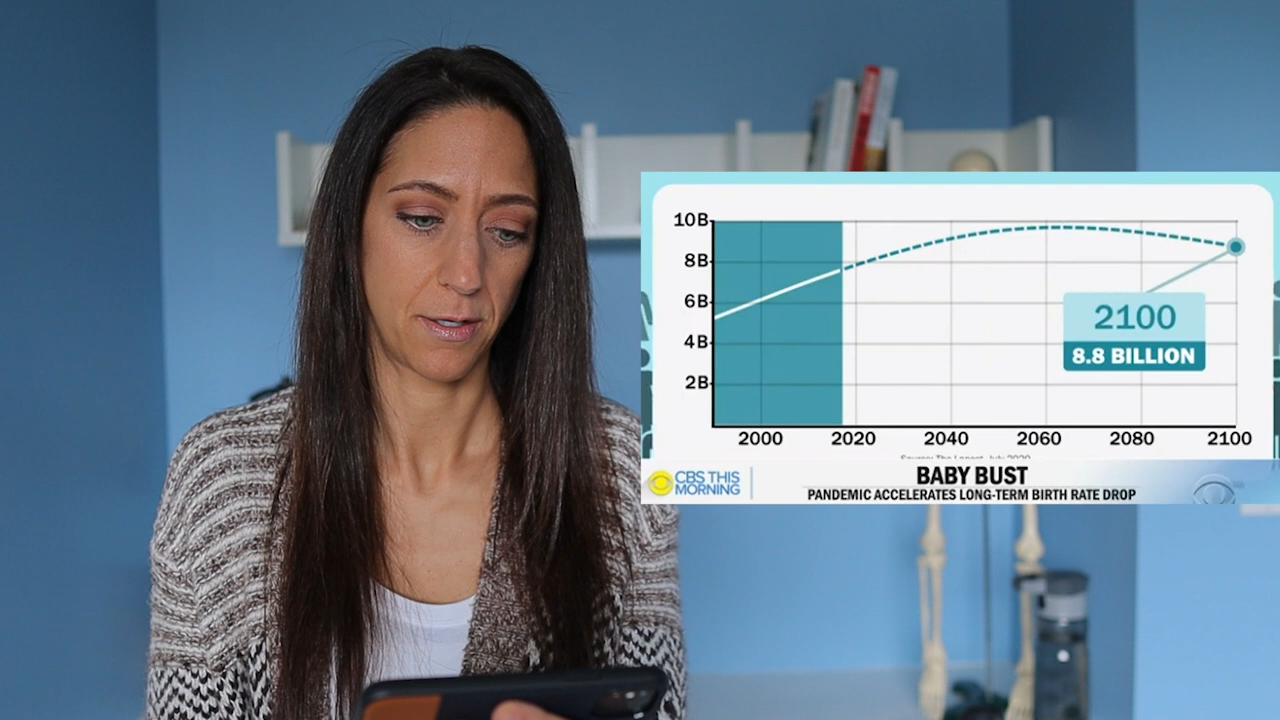 10B
8B
6B
4B
2B
2000
2020
2040
2060
2080
2100
2100
8.8 BILLION
CBS THIS
MORNING
BABY BUST
PANDEMIC ACCELERATES LONG-TERM BIRTH RATE DROP